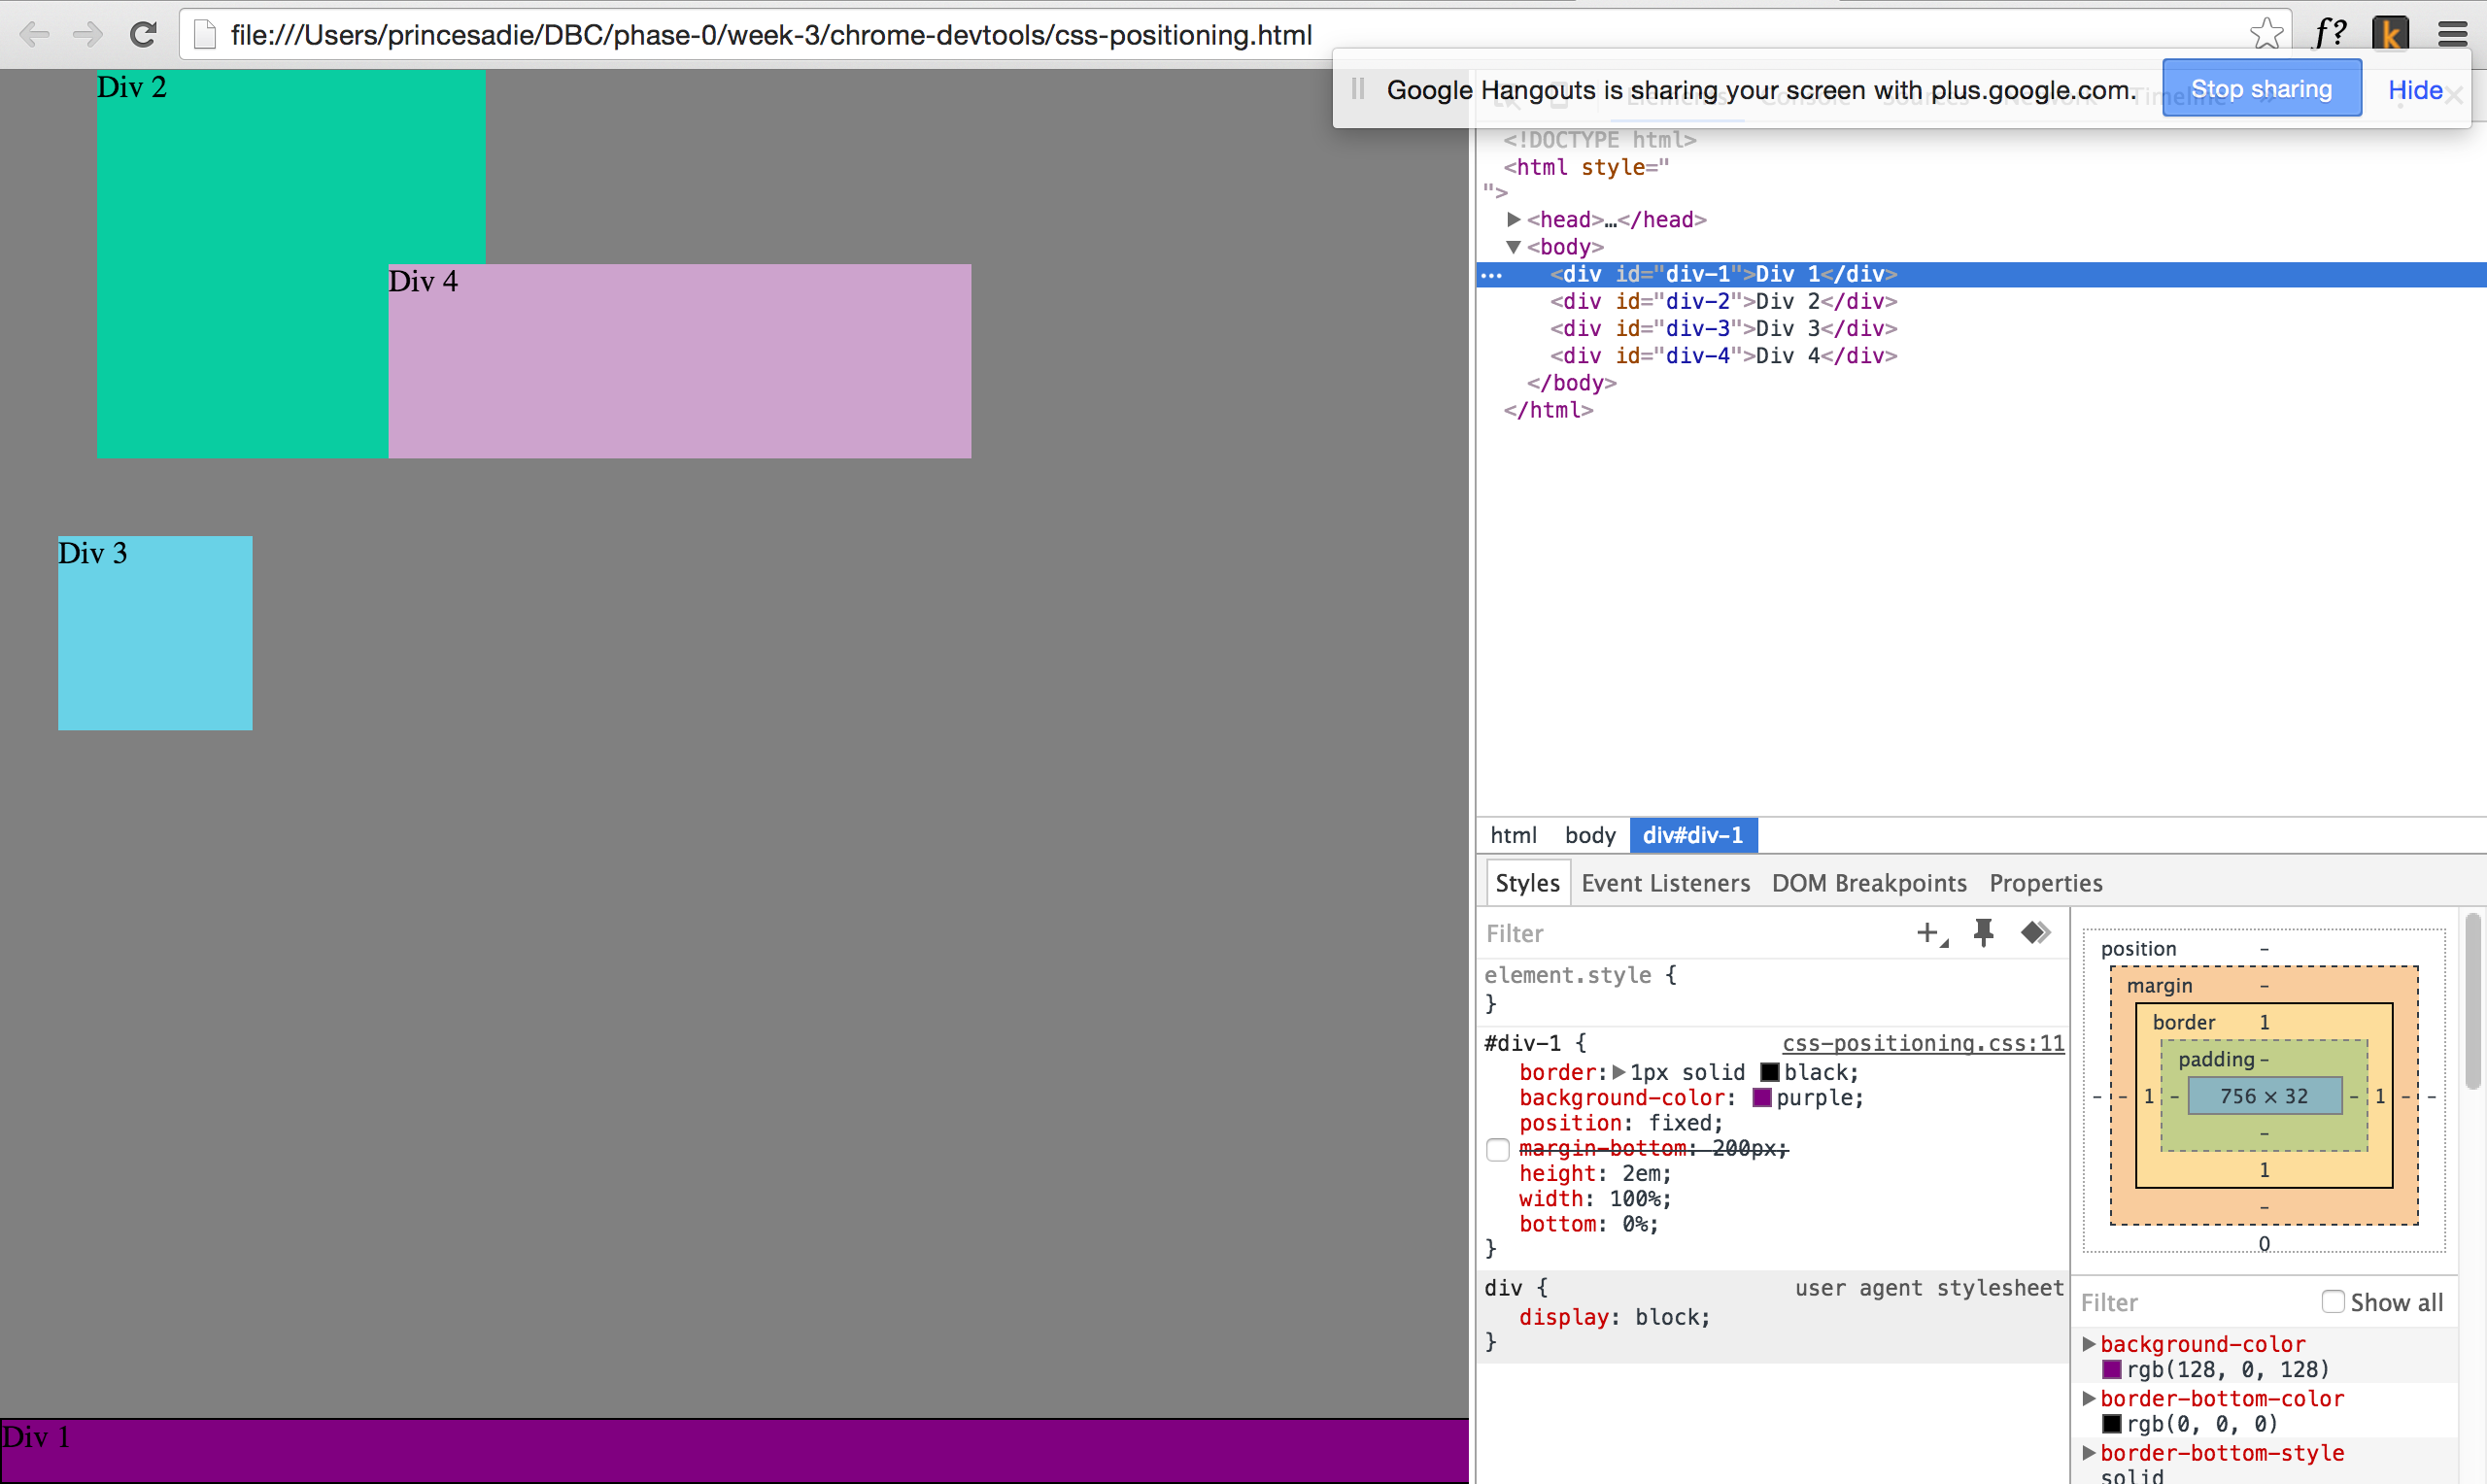 file:///Users/princesadie/DBC/phase-0/week-3/chrome-devtools/css-positioning.html
f?
k
Google Hangouts is sharing your screen with plus.google.com.
Stop sharing
Hide
Div 2
Div 4
Div 3
Div 1
Elements Console Sources Network Timeline
<!DOCTYPE html>
<html style="
">
<head>…</head>
<body>
<div id="div-1">Div 1</div>
<div id="div-2">Div 2</div>
<div id="div-3">Div 3</div>
<div id="div-4">Div 4</div>
</body>
</html>
html body div#div-1
Styles Event Listeners DOM Breakpoints Properties
Filter
element.style {
}
#div-1 { css-positioning.css:11
border: 1px solid black;
background-color: purple;
position: fixed;
margin-bottom: 200px;
height: 2em;
width: 100%;
bottom: 0%;
}
div { user agent stylesheet
display: block;
}
position –
margin –
border 1
padding –
– – 1 – 756 × 32 – 1 – –
–
1
–
0
Filter Show all
background-color
rgb(128, 0, 128)
border-bottom-color
rgb(0, 0, 0)
border-bottom-style
solid